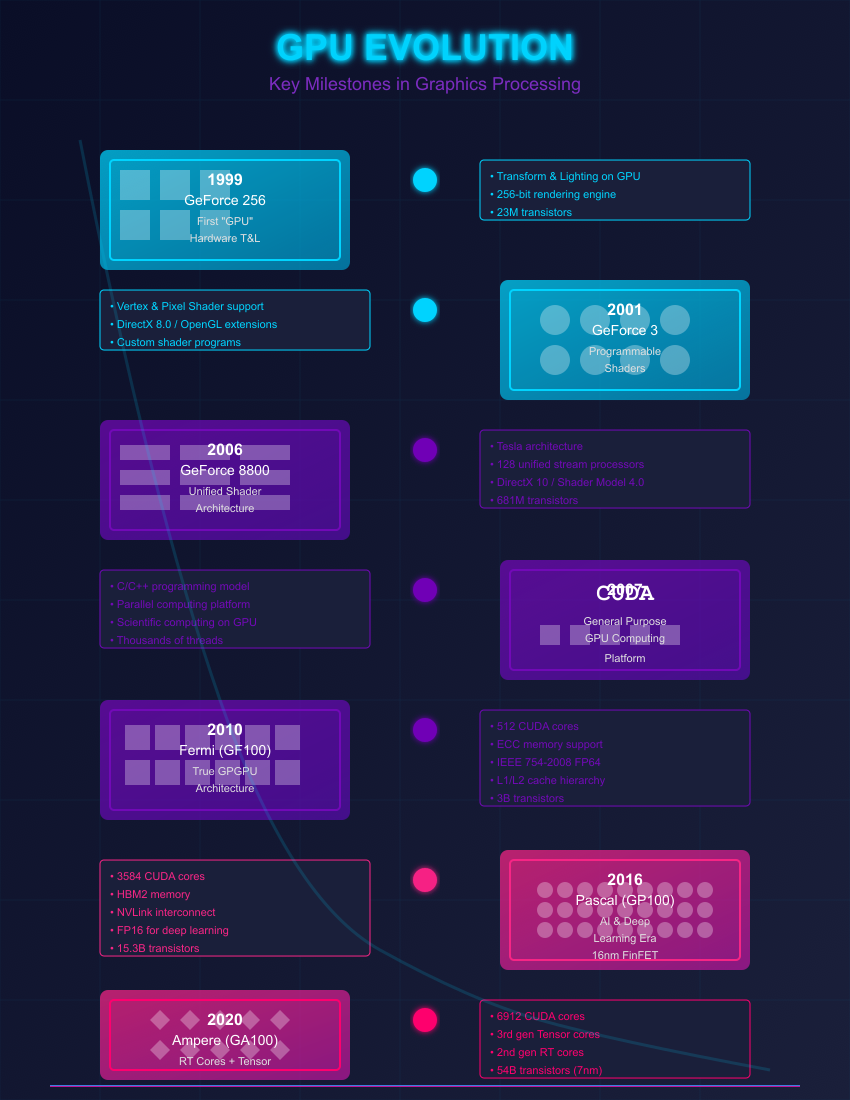 GPU EVOLUTION
Key Milestones in Graphics Processing
1999
GeForce 256
First "GPU"
Hardware T&L
• Transform & Lighting on GPU
• 256-bit rendering engine
• 23M transistors
• Vertex & Pixel Shader support
• DirectX 8.0 / OpenGL extensions
• Custom shader programs
2001
GeForce 3
Programmable
Shaders
2006
GeForce 8800
Unified Shader
Architecture
• Tesla architecture
• 128 unified stream processors
• DirectX 10 / Shader Model 4.0
• 681M transistors
• C/C++ programming model
• Parallel computing platform
• Scientific computing on GPU
• Thousands of threads
2007
CUDA
General Purpose
GPU Computing
Platform
2010
Fermi (GF100)
True GPGPU
Architecture
• 512 CUDA cores
• ECC memory support
• IEEE 754-2008 FP64
• L1/L2 cache hierarchy
• 3B transistors
• 3584 CUDA cores
• HBM2 memory
• NVLink interconnect
• FP16 for deep learning
• 15.3B transistors
2016
Pascal (GP100)
AI & Deep
Learning Era
16nm FinFET
2020
Ampere (GA100)
RT Cores + Tensor
• 6912 CUDA cores
• 3rd gen Tensor cores
• 2nd gen RT cores
• 54B transistors (7nm)